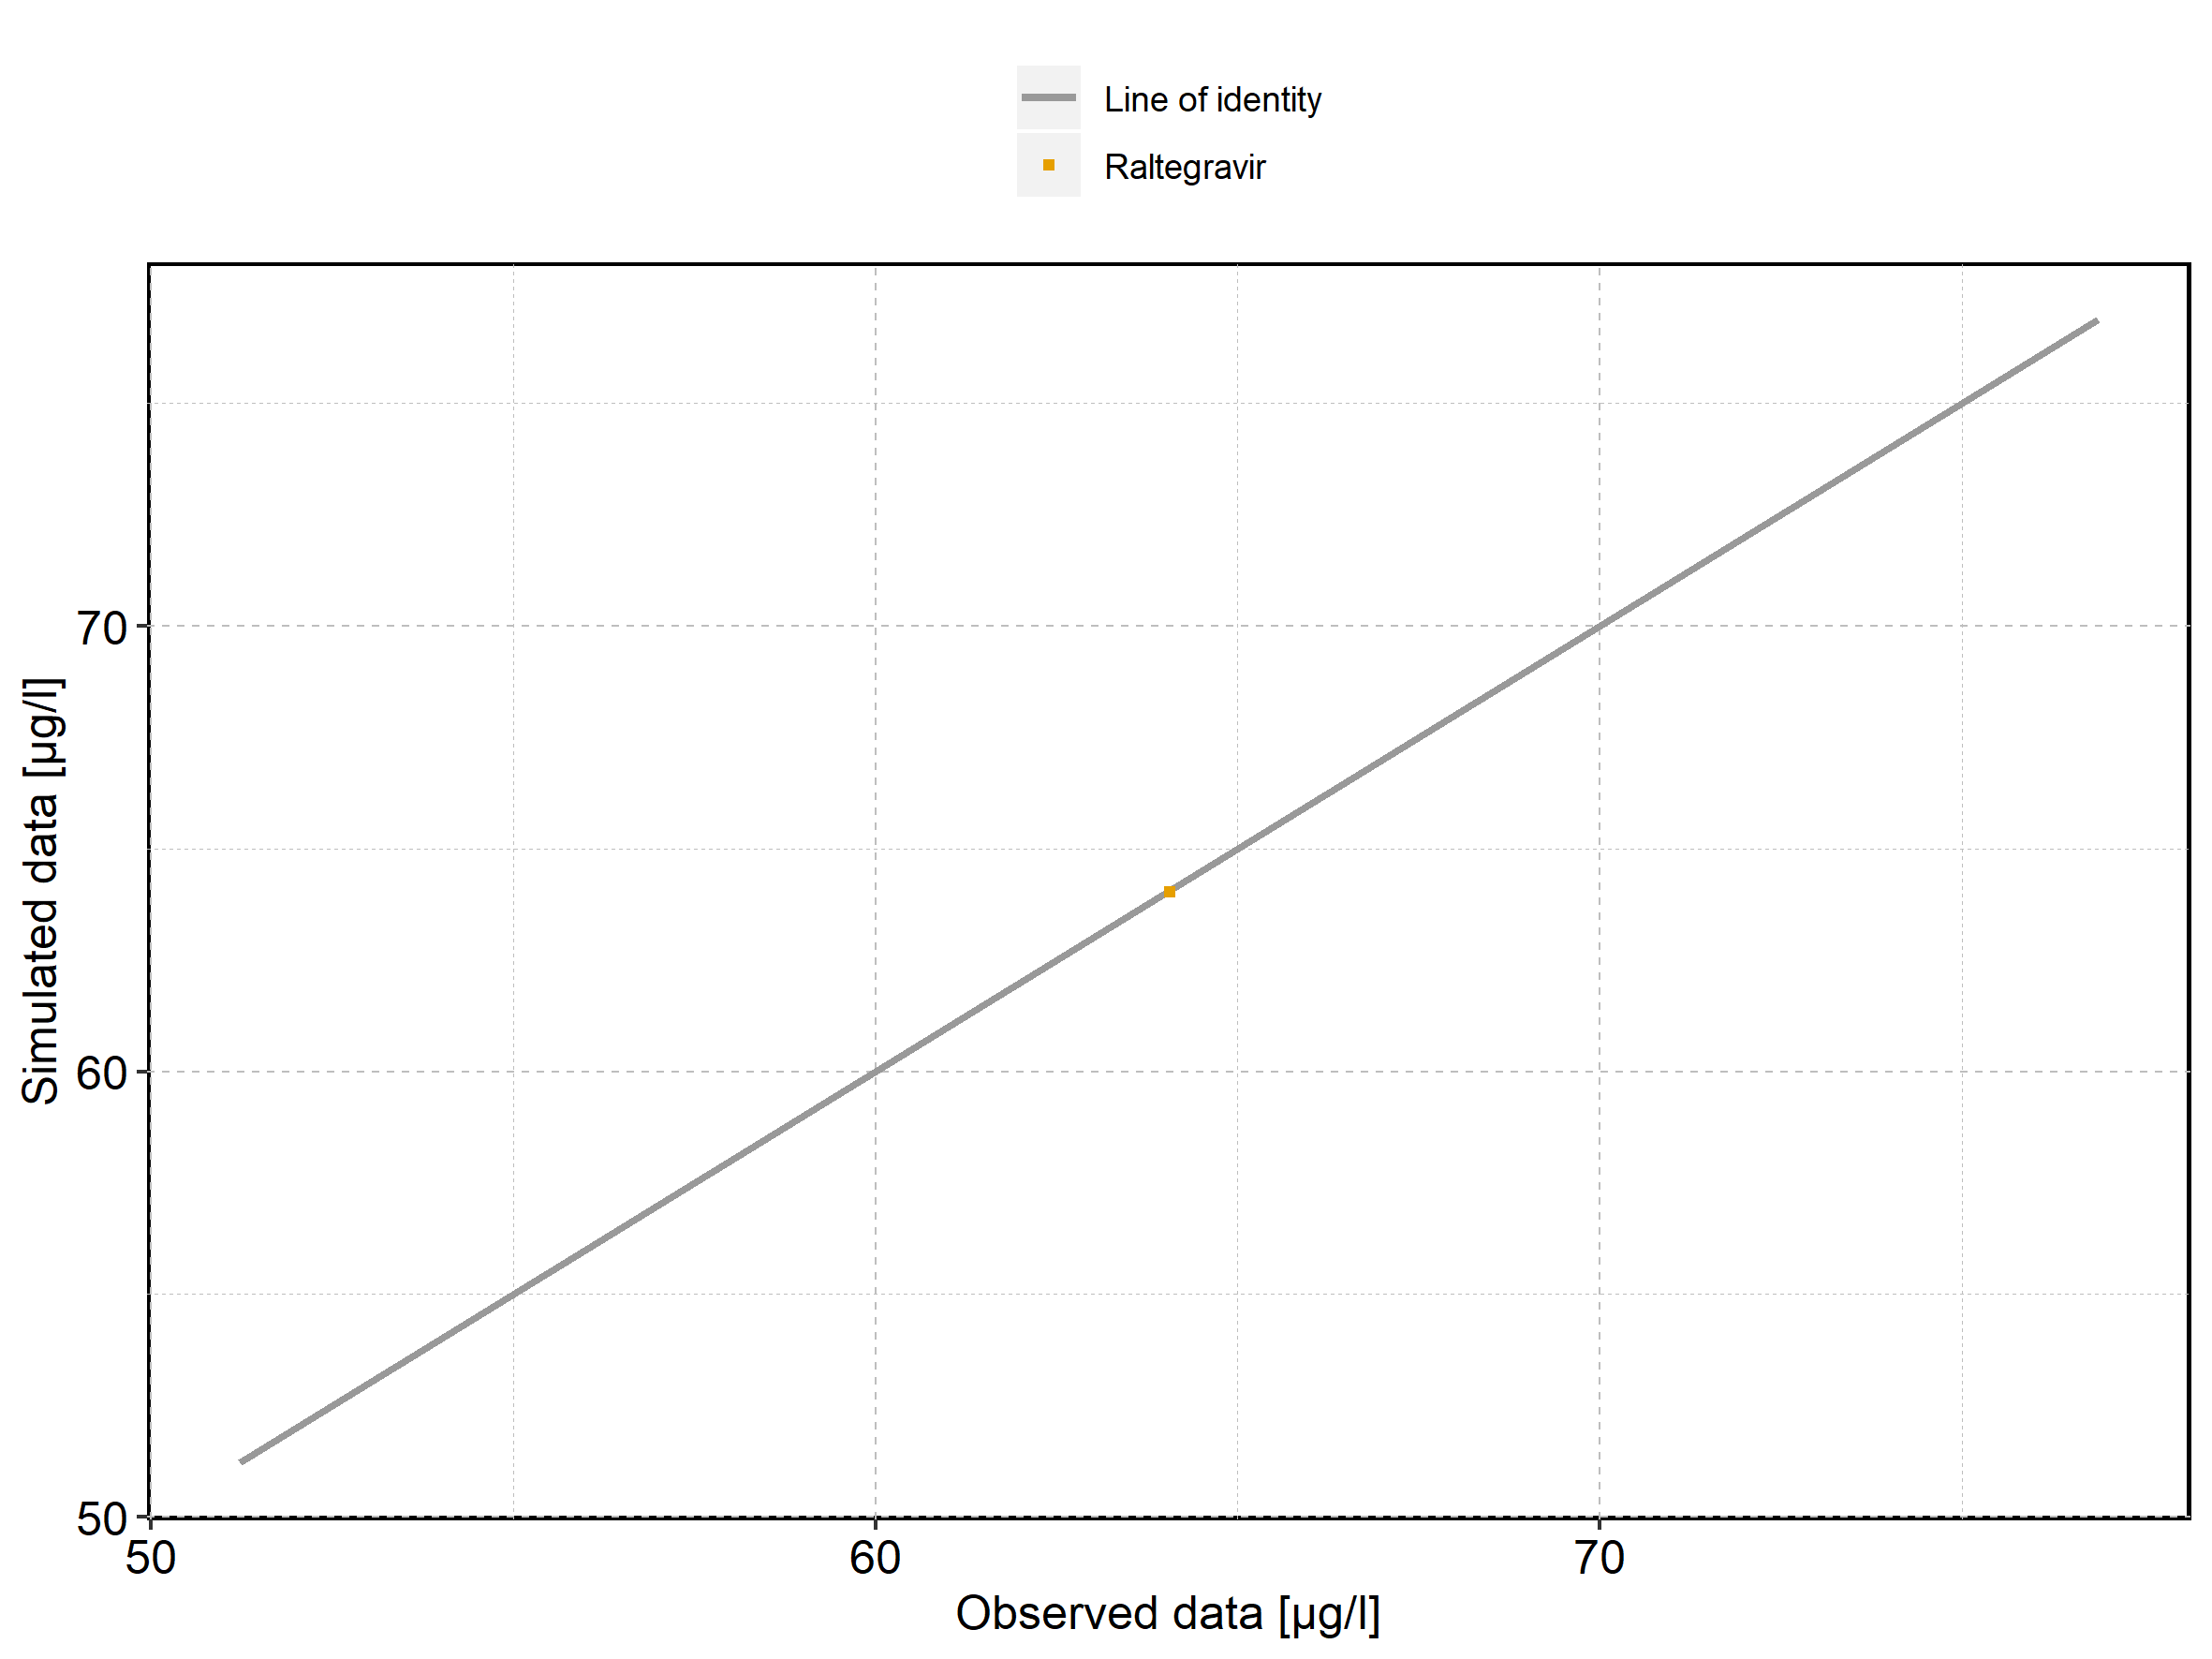 Line of identity
Raltegravir
Simulated data [µg/l]
70
60
50
50 60 70
Observed data [µg/l]